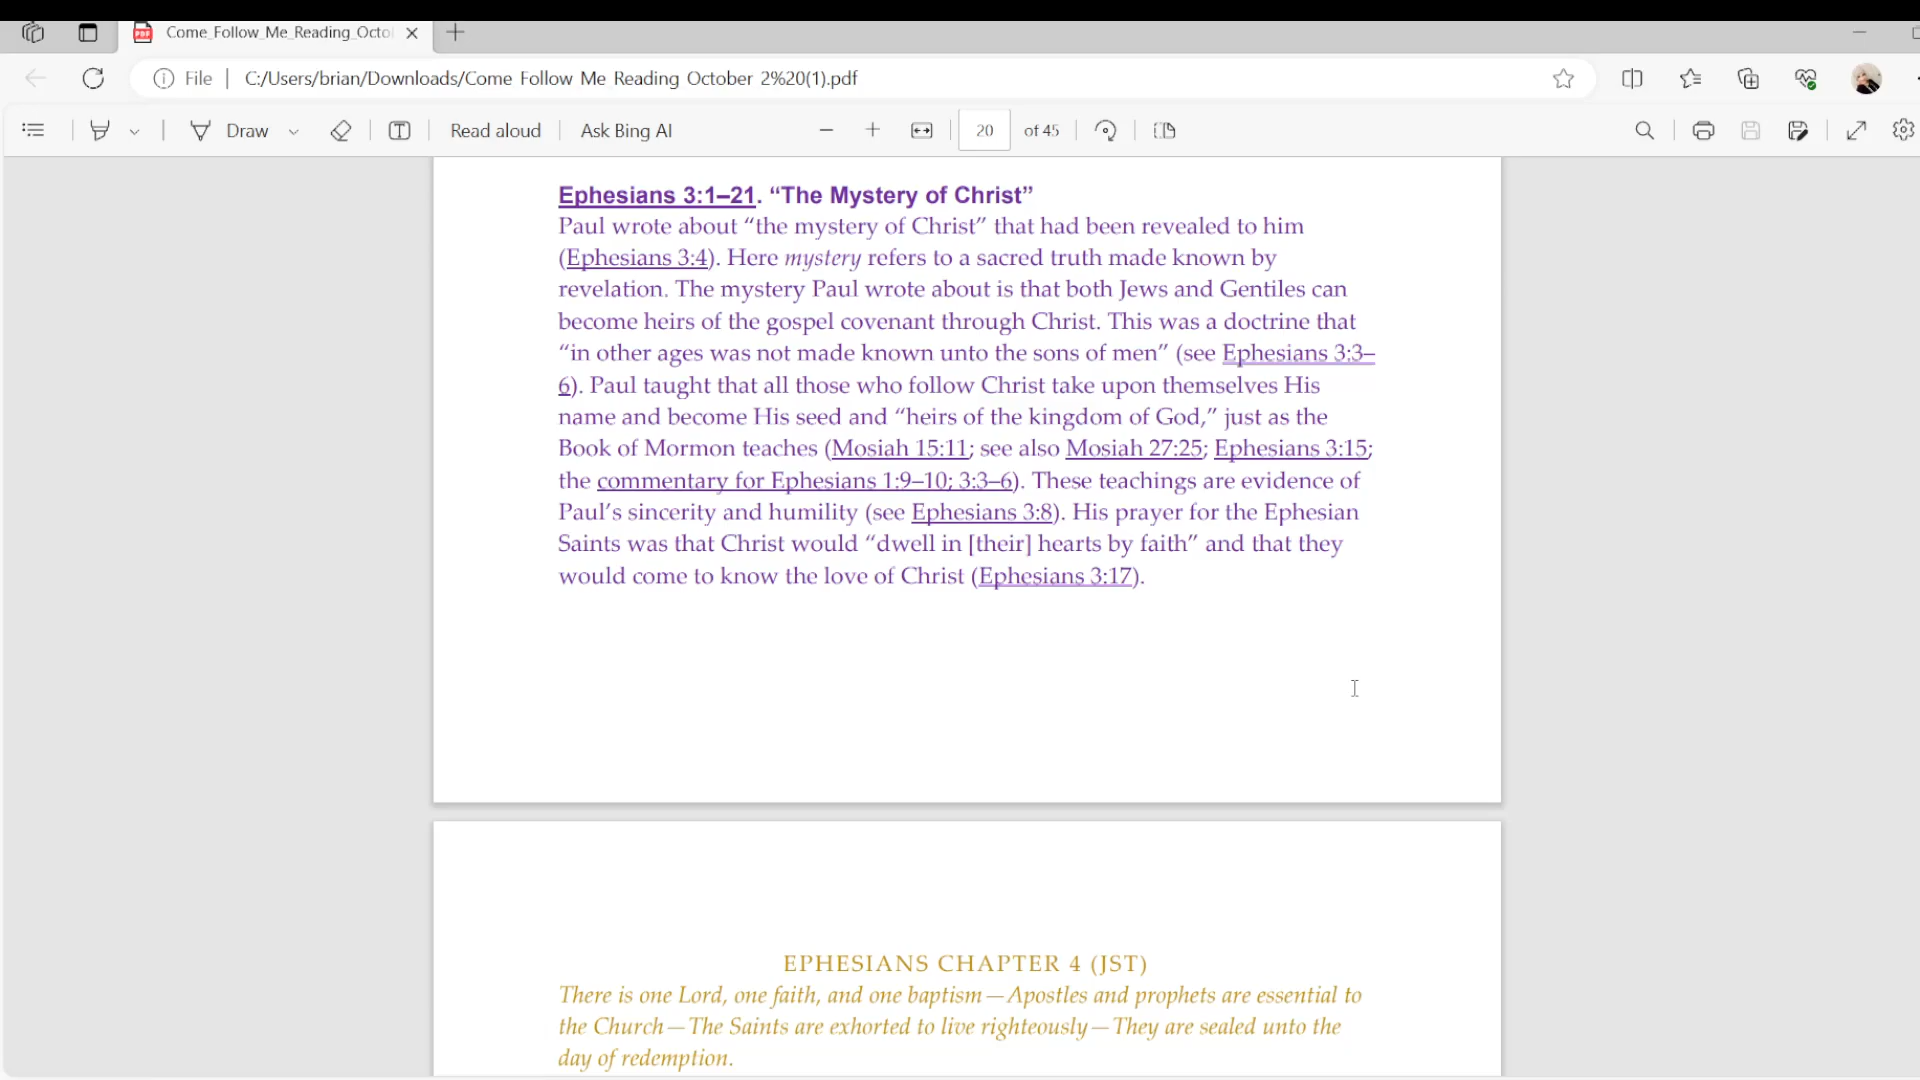 Come_Follow_Me_Reading_Octo
File
C:/Users/brian/Downloads/Come Follow Me Reading October 2%20(1).pdf
Draw
Read aloud
Ask Bing AI
20
of 45
Ephesians 3:1–21. “The Mystery of Christ”
Paul wrote about “the mystery of Christ” that had been revealed to him
(Ephesians 3:4). Here mystery refers to a sacred truth made known by
revelation. The mystery Paul wrote about is that both Jews and Gentiles can
become heirs of the gospel covenant through Christ. This was a doctrine that
“in other ages was not made known unto the sons of men” (see Ephesians 3:3–
6). Paul taught that all those who follow Christ take upon themselves His
name and become His seed and “heirs of the kingdom of God,” just as the
Book of Mormon teaches (Mosiah 15:11; see also Mosiah 27:25; Ephesians 3:15;
the commentary for Ephesians 1:9–10; 3:3–6). These teachings are evidence of
Paul’s sincerity and humility (see Ephesians 3:8). His prayer for the Ephesian
Saints was that Christ would “dwell in [their] hearts by faith” and that they
would come to know the love of Christ (Ephesians 3:17).
EPHESIANS CHAPTER 4 (JST)
There is one Lord, one faith, and one baptism—Apostles and prophets are essential to
the Church—The Saints are exhorted to live righteously—They are sealed unto the
day of redemption.